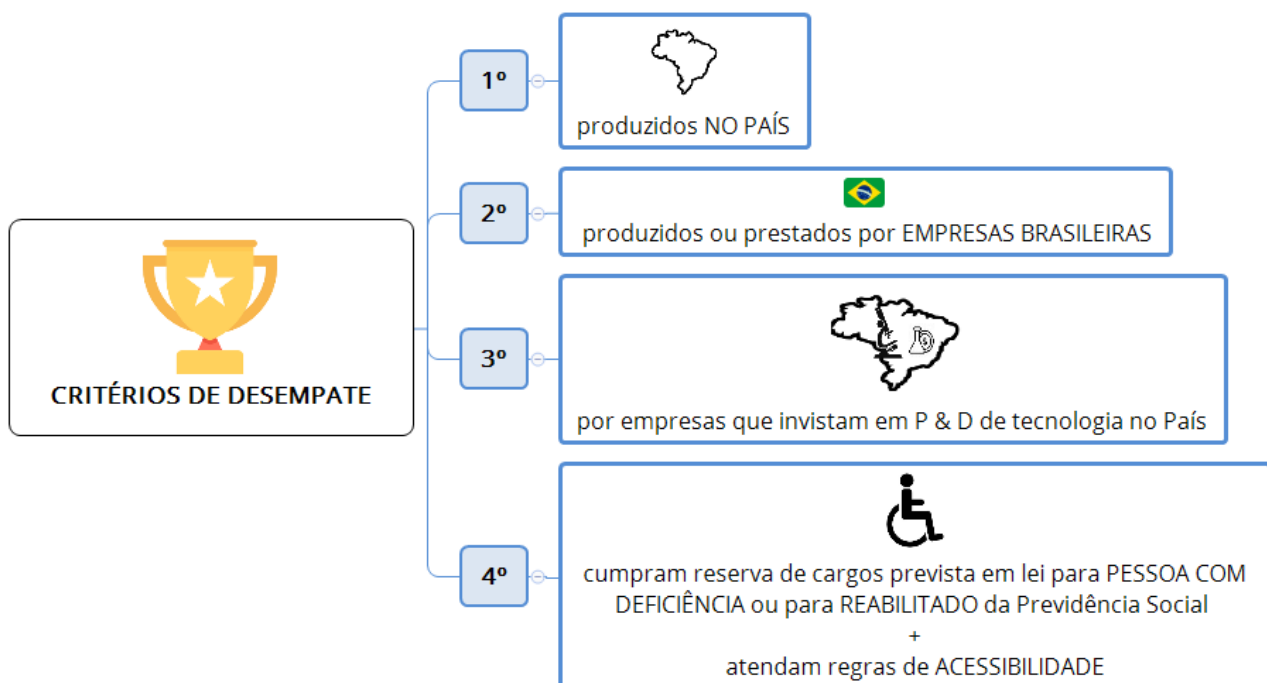 1º
produzidos NO PAÍS
2º
produzidos ou prestados por EMPRESAS BRASILEIRAS
CRITÉRIOS DE DESEMPATE
3º
por empresas que invistam em P & D de tecnologia no País
4º
cumpram reserva de cargos prevista em lei para PESSOA COM
DEFICIÊNCIA ou para REABILITADO da Previdência Social
+
atendam regras de ACESSIBILIDADE